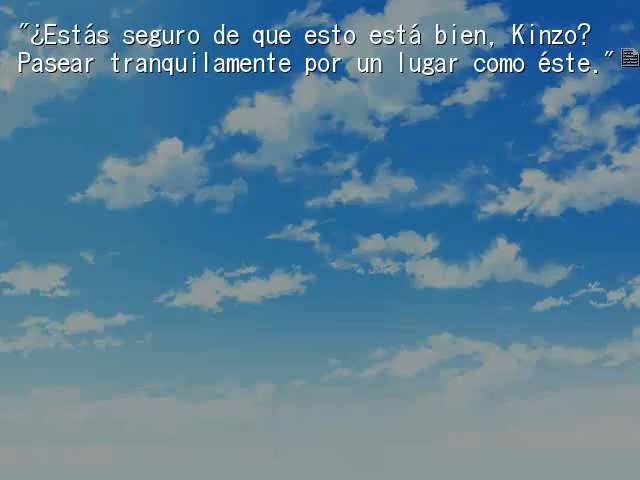 "¿Estás seguro de que esto está bien, Kinzo?
Pasear tranquilamente por un lugar como éste."